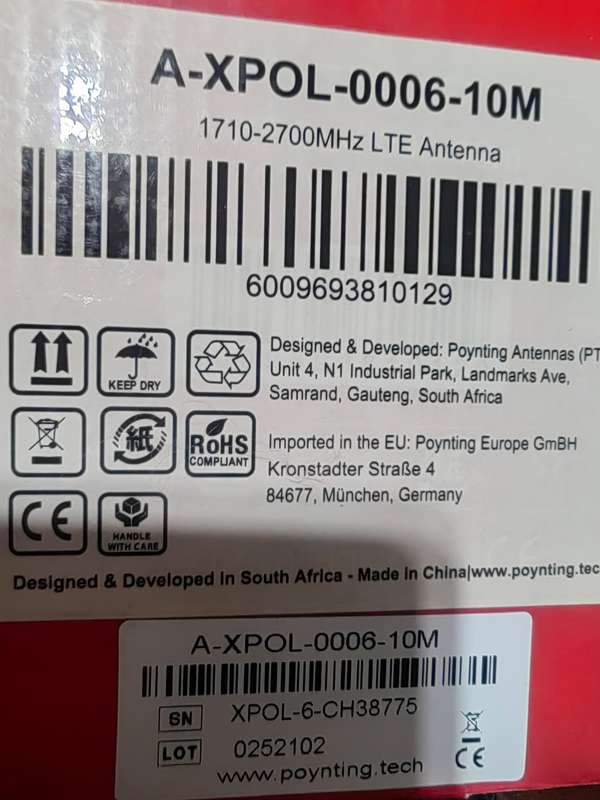 A-XPOL-0006-10M
1710-2700MHz LTE Antenna
6009693810129
KEEP DRY
Designed & Developed: Poynting Antennas (PT
Unit 4, N1 Industrial Park, Landmarks Ave,
Samrand, Gauteng, South Africa
紙
RoHS
COMPLIANT
Imported in the EU: Poynting Europe GmBH
Kronstadter Straße 4
84677, München, Germany
CE
HANDLE
WITH CARE
Designed & Developed in South Africa - Made in China|www.poynting.tec
A-XPOL-0006-10M
SN XPOL-6-CH38775
LOT 0252102
CE
www.poynting.tech